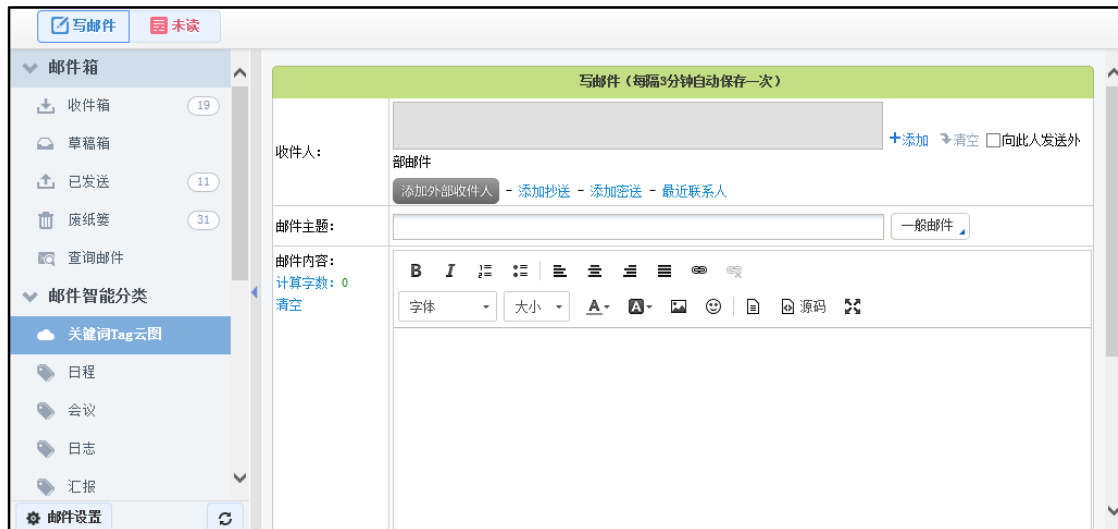 写邮件 未读
邮件箱
收件箱 19
草稿箱
已发送 11
废纸篓 31
查询邮件
邮件智能分类
关键词Tag云图
日程
会议
日志
汇报
邮件设置
写邮件（每隔3分钟自动保存一次）
收件人：
+添加 清空 向此人发送外
部邮件
添加外部收件人 - 添加抄送 - 添加密送 - 最近联系人
邮件主题： 一般邮件
邮件内容：
计算字数：0
清空
B I
字体 大小 A A 源码